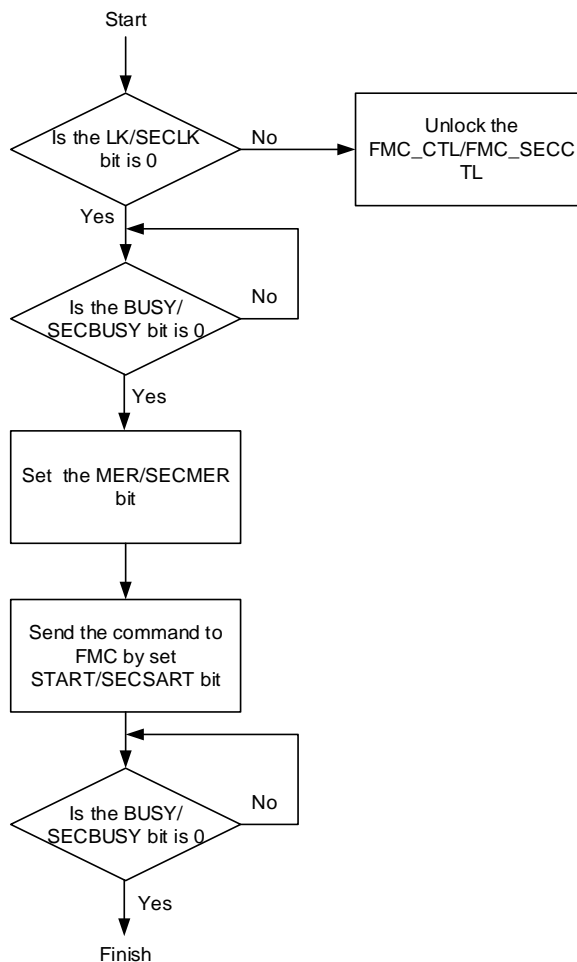 Start
Is the LK/SECLK
bit is 0
No
Unlock the
FMC_CTL/FMC_SECC
TL
Yes
Is the BUSY/
SECBUSY bit is 0
No
Yes
Set the MER/SECMER
bit
Send the command to
FMC by set
START/SECSART bit
Is the BUSY/
SECBUSY bit is 0
No
Yes
Finish